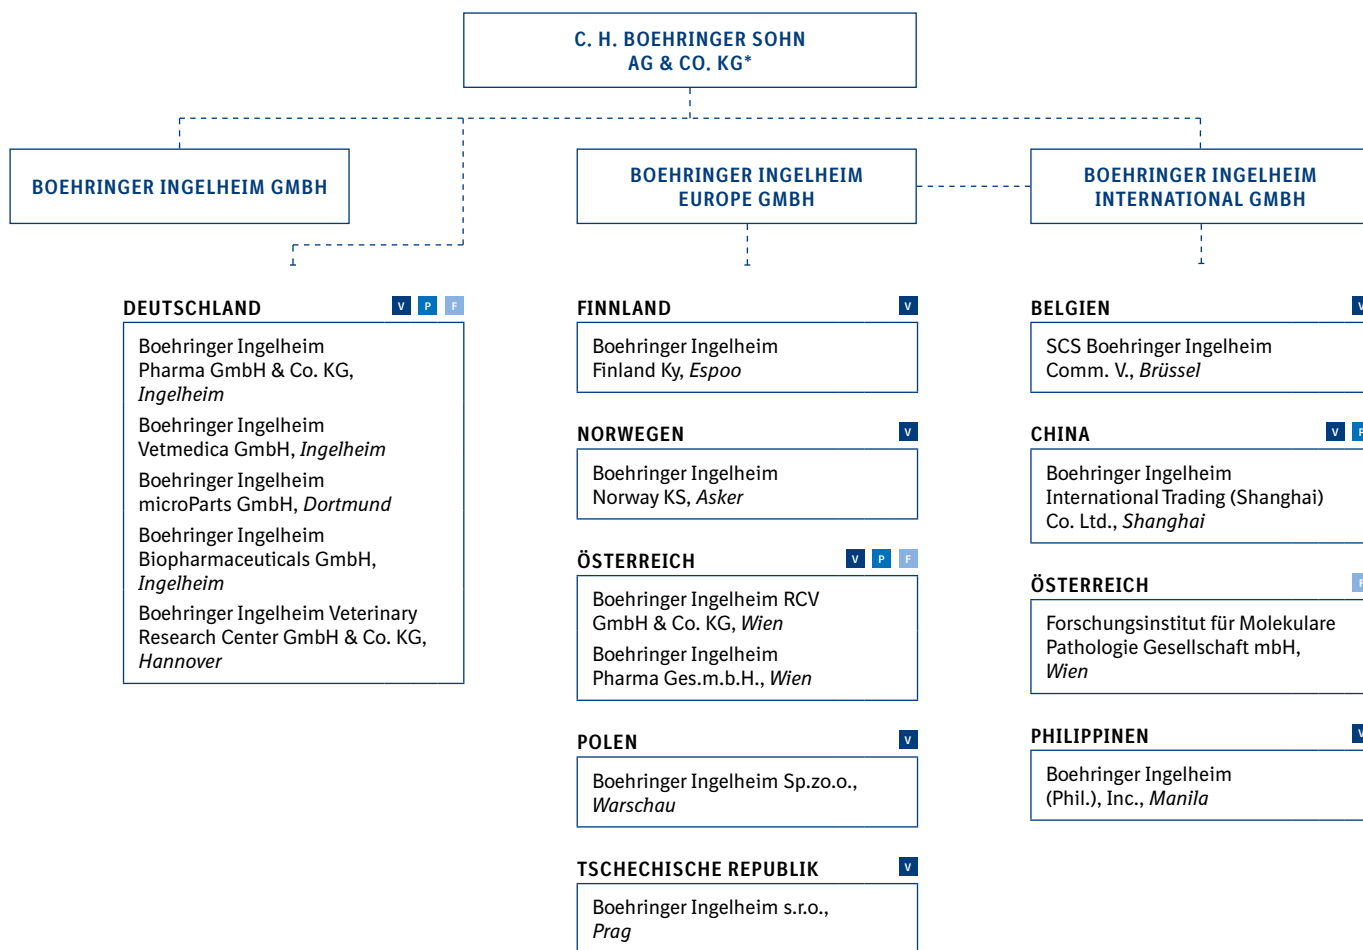 C. H. BOEHRINGER SOHN
AG & CO. KG*
BOEHRINGER INGELHEIM GMBH
BOEHRINGER INGELHEIM
EUROPE GMBH
BOEHRINGER INGELHEIM
INTERNATIONAL GMBH
DEUTSCHLAND V P F
Boehringer Ingelheim
Pharma GmbH & Co. KG,
Ingelheim
Boehringer Ingelheim
Vetmedica GmbH, Ingelheim
Boehringer Ingelheim
microParts GmbH, Dortmund
Boehringer Ingelheim
Biopharmaceuticals GmbH,
Ingelheim
Boehringer Ingelheim Veterinary
Research Center GmbH & Co. KG,
Hannover
FINNLAND V
Boehringer Ingelheim
Finland Ky, Espoo
NORWEGEN V
Boehringer Ingelheim
Norway KS, Asker
ÖSTERREICH V P F
Boehringer Ingelheim RCV
GmbH & Co. KG, Wien
Boehringer Ingelheim
Pharma Ges.m.b.H., Wien
POLEN V
Boehringer Ingelheim Sp.zo.o.,
Warschau
TSCHECHISCHE REPUBLIK V
Boehringer Ingelheim s.r.o.,
Prag
BELGIEN V
SCS Boehringer Ingelheim
Comm. V., Brüssel
CHINA V P
Boehringer Ingelheim
International Trading (Shanghai)
Co. Ltd., Shanghai
ÖSTERREICH F
Forschungsinstitut für Molekulare
Pathologie Gesellschaft mbH,
Wien
PHILIPPINEN V
Boehringer Ingelheim
(Phil.), Inc., Manila